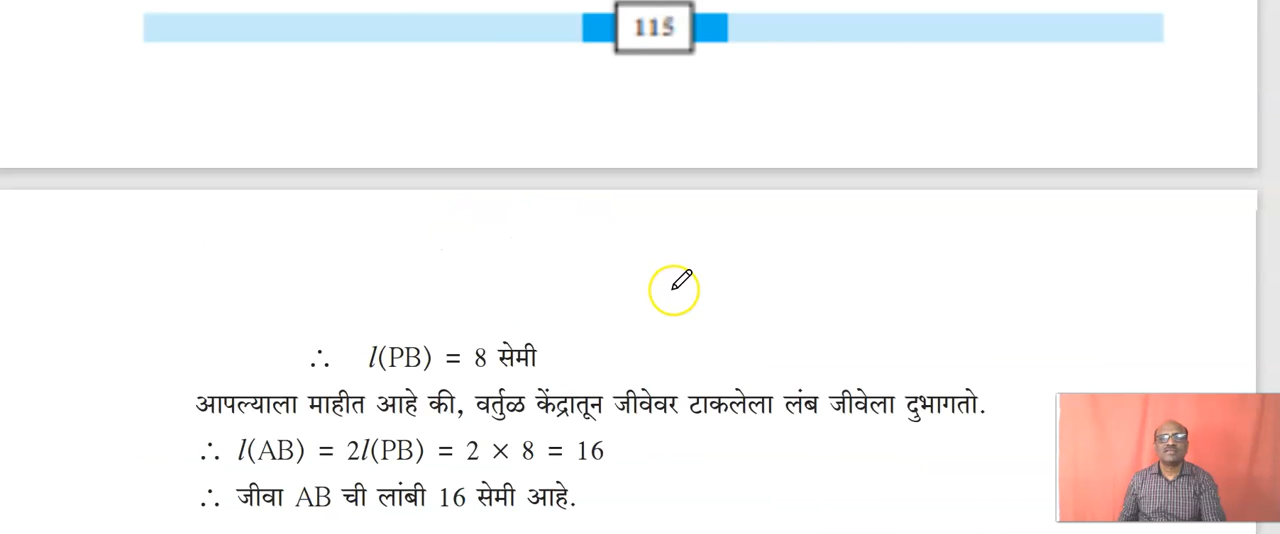 115
∴ l(PB) = 8 सेमी
आपल्याला माहीत आहे की, वर्तुळ केंद्रातून जीवेवर टाकलेला लंब जीवेला दुभागतो.
∴ l(AB) = 2l(PB) = 2 × 8 = 16
∴ जीवा AB ची लांबी 16 सेमी आहे.